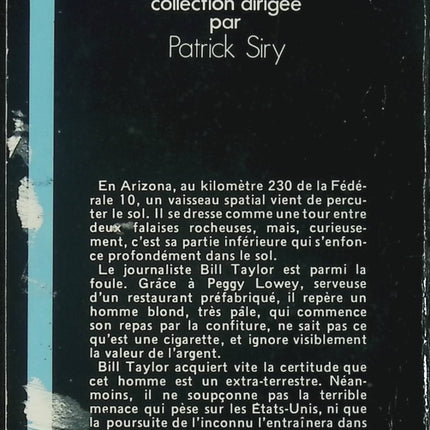 collection dirigée
par
Patrick Siry
En Arizona, au kilomètre 230 de la Fédé-
rale 10, un vaisseau spatial vient de percu-
ter le sol. Il se dresse comme une tour entre
deux falaises rocheuses, mais, curieuse-
ment, c'est sa partie inférieure qui s'enfon-
ce profondément dans le sol.
Le journaliste Bill Taylor est parmi la
foule. Grâce à Peggy Lowey, serveuse
d'un restaurant préfabriqué, il repère un
homme blond, très pâle, qui commence
son repas par la confiture, ne sait pas ce
qu'est une cigarette, et ignore visiblement
la valeur de l'argent.
Bill Taylor acquiert vite la certitude que
cet homme est un extra-terrestre. Néan-
moins, il ne soupçonne pas la terrible
menace qui pèse sur les États-Unis, ni que
la poursuite de l'inconnu l'entraînera dans